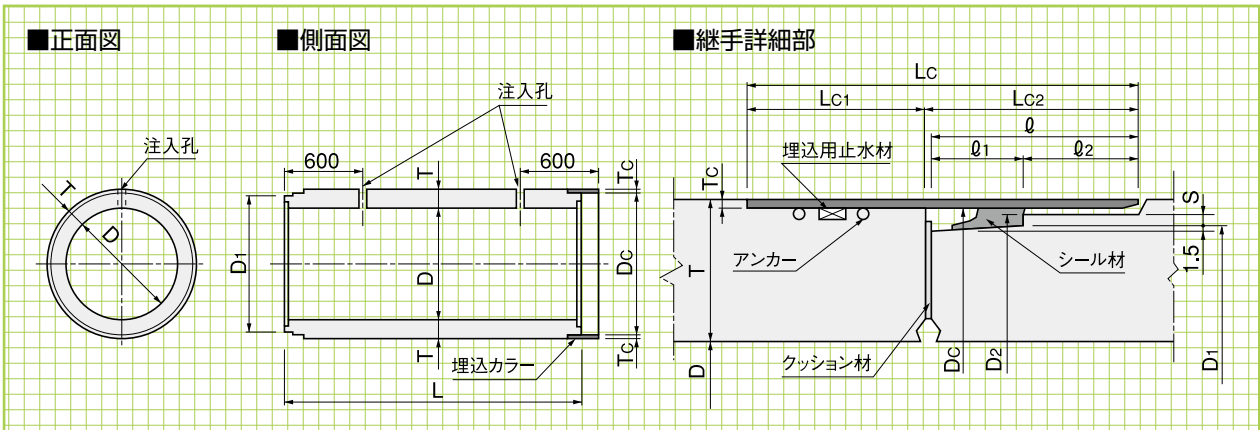 ■正面図
注入孔
T
D
D1
■側面図
注入孔
600
600
T
TC
D
DC
T
TC
埋込カラー
L
■継手詳細部
LC
LC1
LC2
ℓ
ℓ1
ℓ2
埋込用止水材
TC
S
アンカー
シール材
1.5
T
クッション材
D
DC
D2
D1